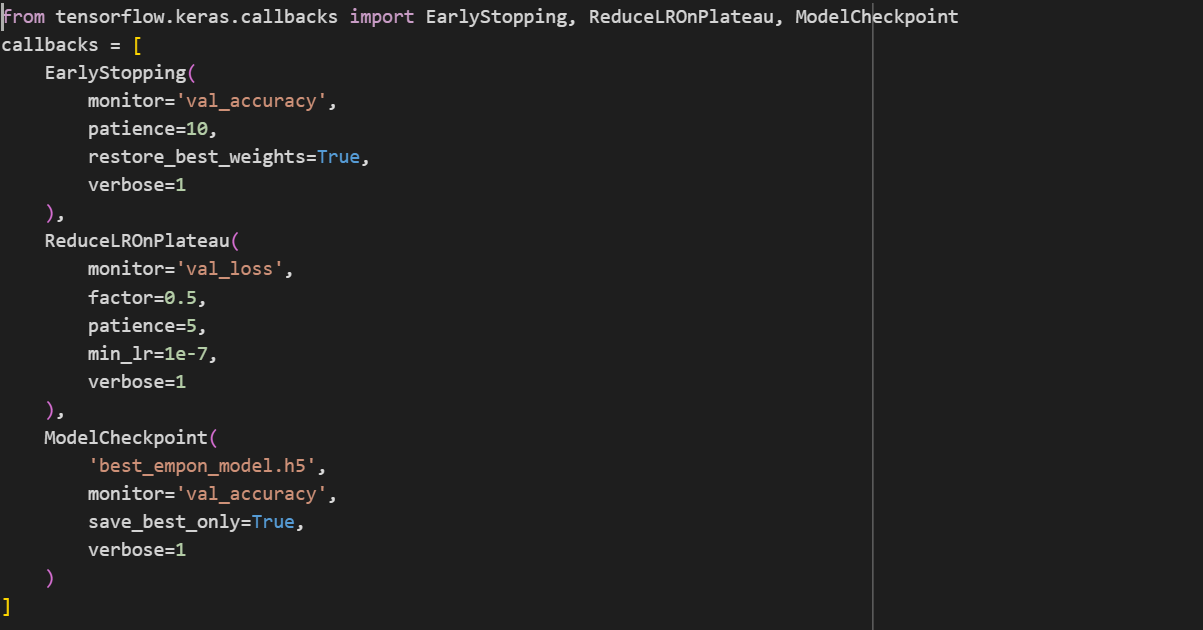 from tensorflow.keras.callbacks import EarlyStopping, ReduceLROnPlateau, ModelCheckpoint
callbacks = [
    EarlyStopping(
        monitor='val_accuracy',
        patience=10,
        restore_best_weights=True,
        verbose=1
    ),
    ReduceLROnPlateau(
        monitor='val_loss',
        factor=0.5,
        patience=5,
        min_lr=1e-7,
        verbose=1
    ),
    ModelCheckpoint(
        'best_empon_model.h5',
        monitor='val_accuracy',
        save_best_only=True,
        verbose=1
    )
]